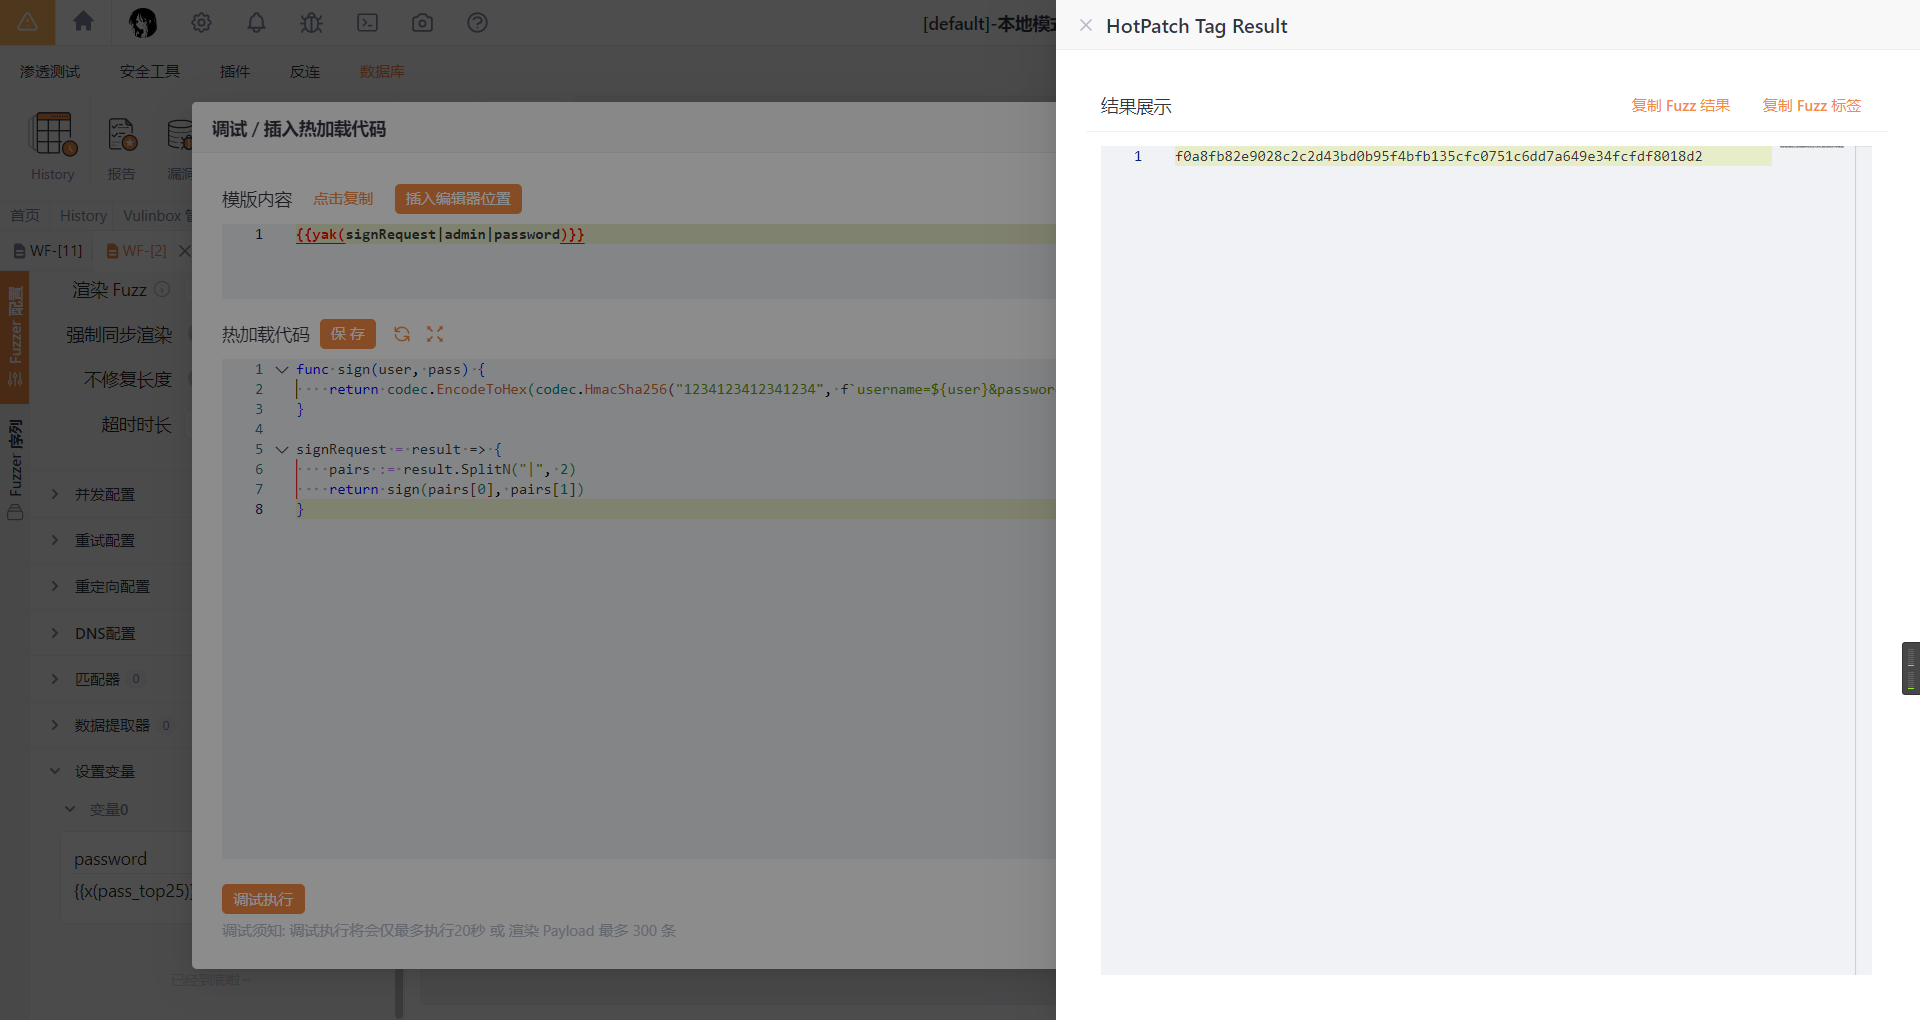 [default]-本地模式
渗透测试 安全工具 插件 反连 数据库
History 报告
首页 History Vulinbox
WF-[11] WF-[2]
Fuzzer 配置
Fuzzer 序列
渲染 Fuzz
强制同步渲染
不修复长度
超时时长
并发配置
重试配置
重定向配置
DNS配置
匹配器 0
数据提取器 0
设置变量
变量0
password
{{x(pass_top25)}
已经到底啦~
调试 / 插入热加载代码
模版内容 点击复制 插入编辑器位置
1 {{yak(signRequest|admin|password)}}
热加载代码 保存
1 func sign(user, pass) {
2 return codec.EncodeToHex(codec.HmacSha256("1234123412341234", f`username=${user}&passwor
3 }
4
5 signRequest = result => {
6 pairs := result.SplitN("|", 2)
7 return sign(pairs[0], pairs[1])
8 }
调试执行
调试须知: 调试执行将会仅最多执行20秒 或 渲染 Payload 最多 300 条
HotPatch Tag Result
结果展示 复制 Fuzz 结果 复制 Fuzz 标签
1 f0a8fb82e9028c2c2d43bd0b95f4bfb135cfc0751c6dd7a649e34fcfdf8018d2